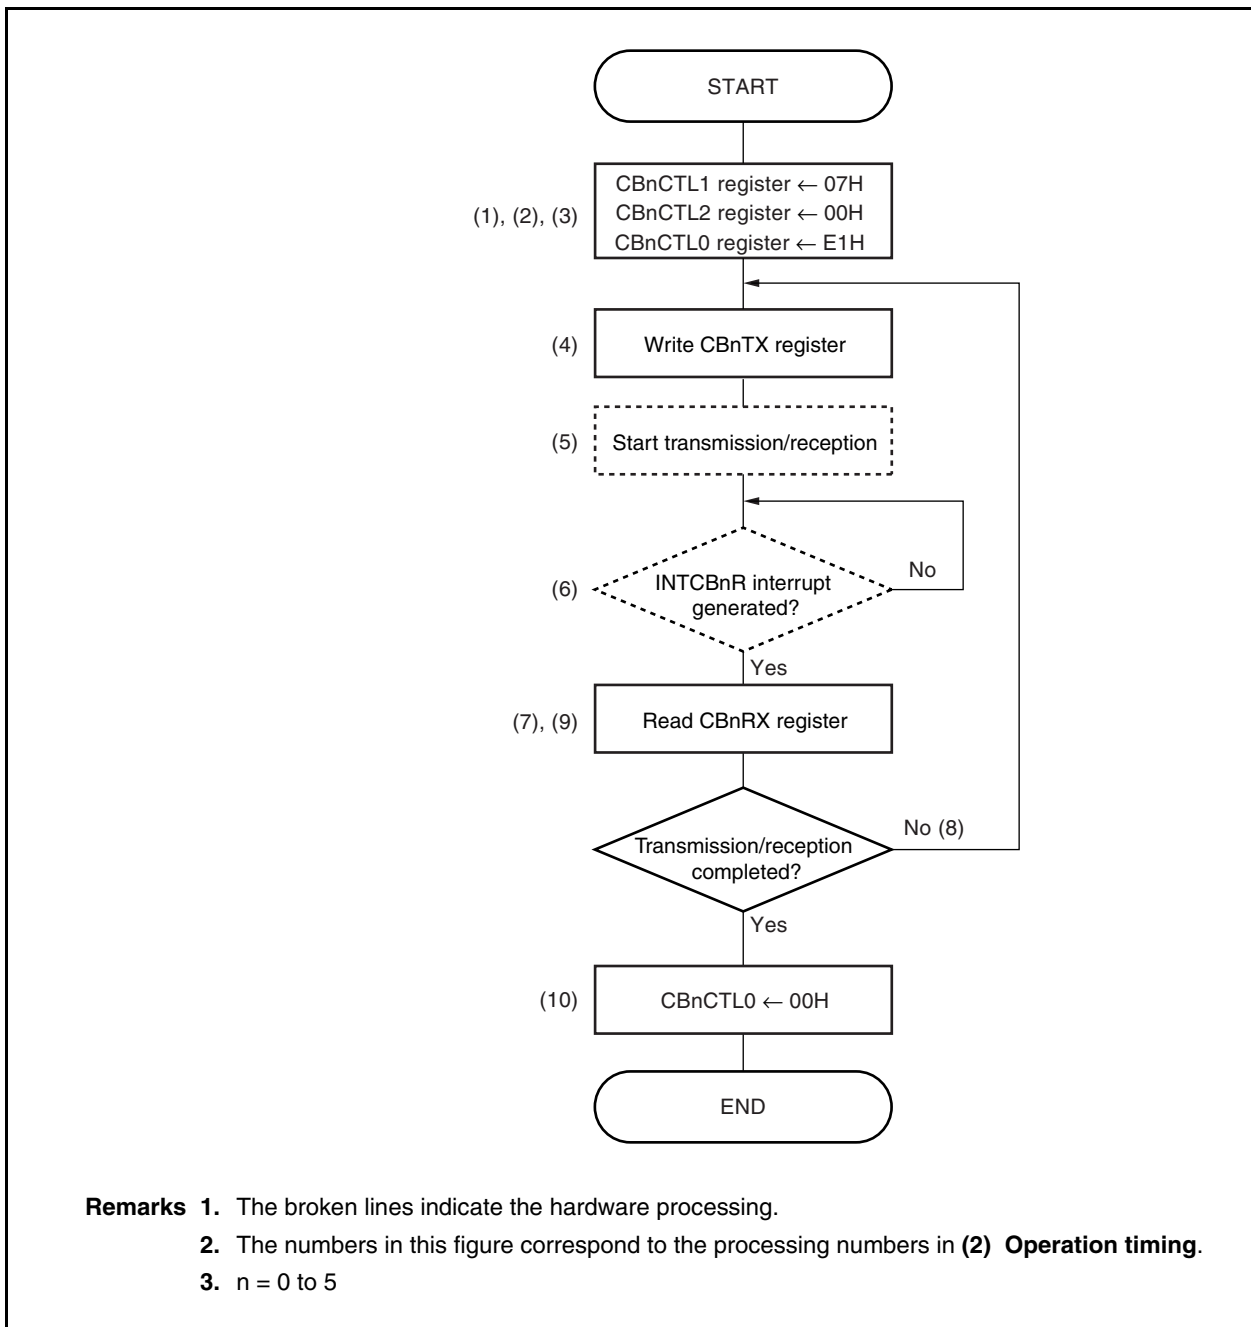 START
(1), (2), (3)
CBnCTL1 register ← 07H
CBnCTL2 register ← 00H
CBnCTL0 register ← E1H
(4)
Write CBnTX register
(5)
Start transmission/reception
(6)
INTCBnR interrupt
generated?
No
Yes
(7), (9)
Read CBnRX register
Transmission/reception
completed?
No (8)
Yes
(10)
CBnCTL0 ← 00H
END
Remarks 1. The broken lines indicate the hardware processing.
2. The numbers in this figure correspond to the processing numbers in (2) Operation timing.
3. n = 0 to 5